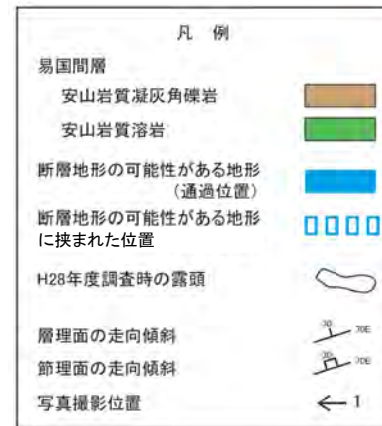 凡 例
易国間層
安山岩質凝灰角礫岩
安山岩質溶岩
断層地形の可能性がある地形
（通過位置）
断層地形の可能性がある地形
に挟まれた位置
H28年度調査時の露頭
層理面の走向傾斜
節理面の走向傾斜
写真撮影位置
1